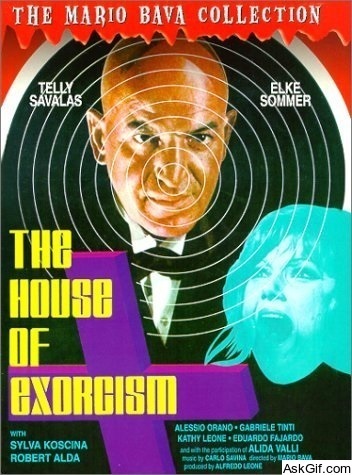 THE MARIO BAVA COLLECTION
TELLY
SAVALAS
ELKE
SOMMER
THE
HOUSE
OF
EXORCISM
WITH
SYLVA KOSCINA
ROBERT ALDA
ALESSIO ORANO • GABRIELE TINTI
KATHY LEONE • EDUARDO FAJARDO
and with the participation of ALIDA VALLI
music by CARLO SAVINA directed by MARIO BAVA
produced by ALFREDO LEONE
AskGif.com